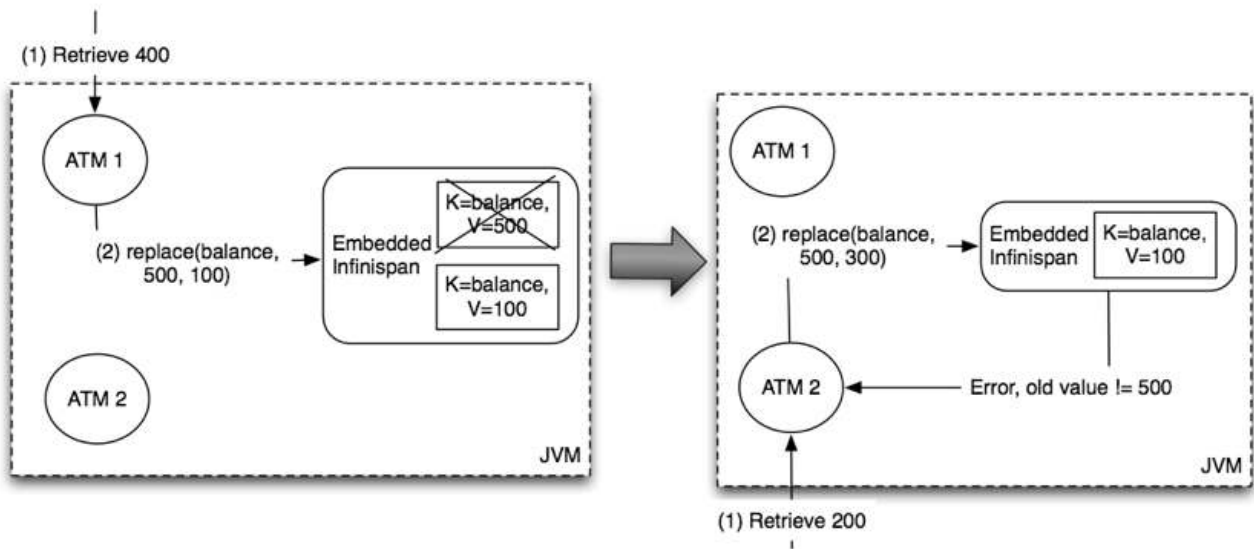 (1) Retrieve 400
ATM 1
(2) replace(balance,
500, 100)
Embedded
Infinispan
K=balance,
V=500
K=balance,
V=100
ATM 2
JVM
ATM 1
(2) replace(balance,
500, 300)
Embedded
Infinispan
K=balance,
V=100
ATM 2
Error, old value != 500
JVM
(1) Retrieve 200